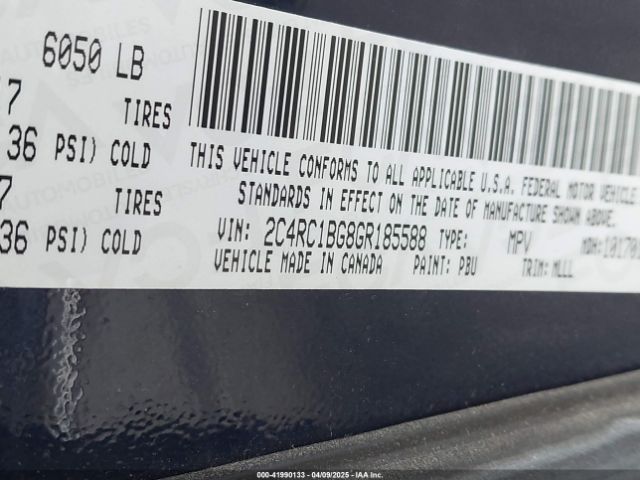 6050 LB
7 TIRES
36 PSI) COLD
7 TIRES
36 PSI) COLD
THIS VEHICLE CONFORMS TO ALL APPLICABLE U.S.A. FEDERAL MOTOR VEHICLE
STANDARDS IN EFFECT ON THE DATE OF MANUFACTURE SHOWN ABOVE.
VIN: 2C4RC1BG8GR185588 TYPE: MPV MDH:
VEHICLE MADE IN CANADA PAINT: PBU TRIM: MLLL
000-41990133 - 04/09/2025 - IAA Inc.